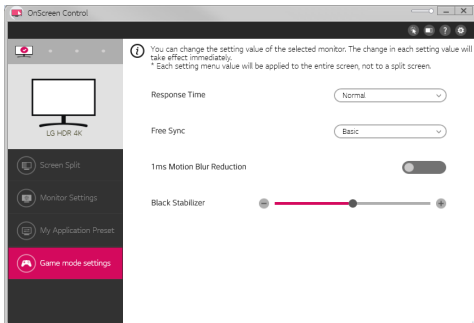 OnScreen Control
You can change the setting value of the selected monitor. The change in each setting value will
take effect immediately.
* Each setting menu value will be applied to the entire screen, not to a split screen.
LG HDR 4K
Screen Split
Monitor Settings
My Application Preset
Game mode settings
Response Time
Normal
Free Sync
Basic
1ms Motion Blur Reduction
Black Stabilizer